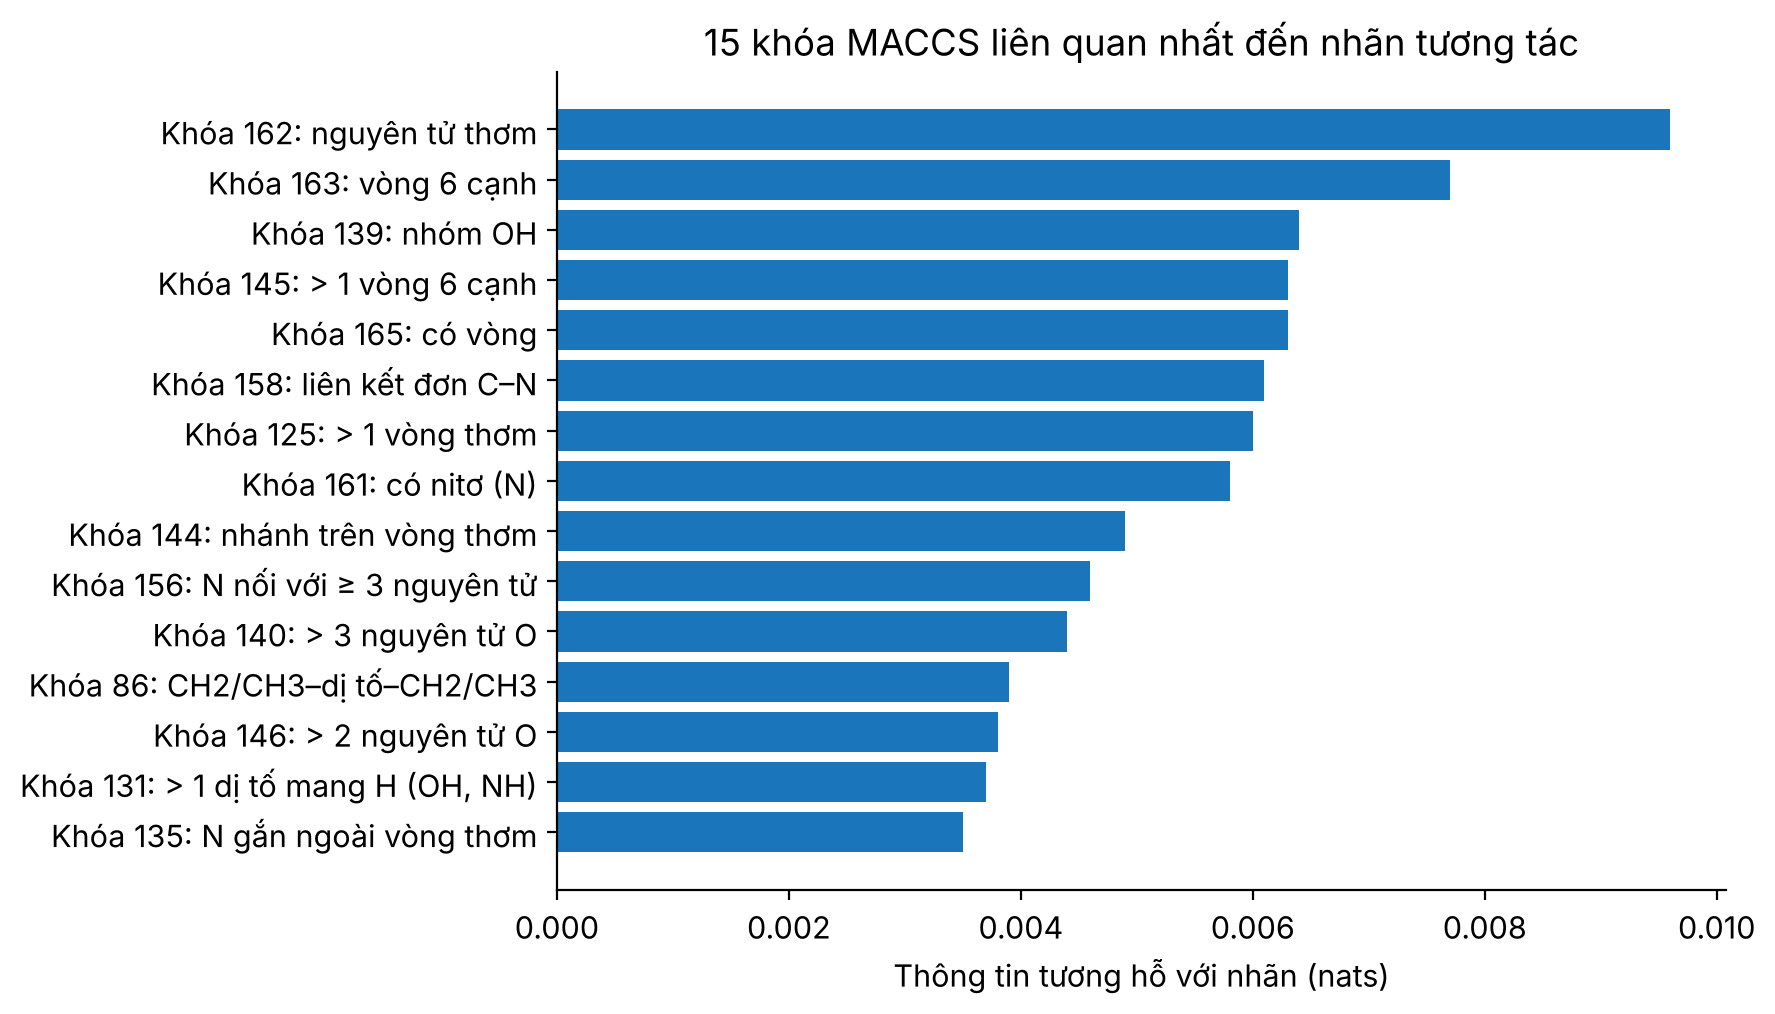 15 khóa MACCS liên quan nhất đến nhãn tương tác
Khóa 162: nguyên tử thơm
Khóa 163: vòng 6 cạnh
Khóa 139: nhóm OH
Khóa 145: > 1 vòng 6 cạnh
Khóa 165: có vòng
Khóa 158: liên kết đơn C–N
Khóa 125: > 1 vòng thơm
Khóa 161: có nitơ (N)
Khóa 144: nhánh trên vòng thơm
Khóa 156: N nối với ≥ 3 nguyên tử
Khóa 140: > 3 nguyên tử O
Khóa 86: CH2/CH3–dị tố–CH2/CH3
Khóa 146: > 2 nguyên tử O
Khóa 131: > 1 dị tố mang H (OH, NH)
Khóa 135: N gắn ngoài vòng thơm
0.000 0.002 0.004 0.006 0.008 0.010
Thông tin tương hỗ với nhãn (nats)